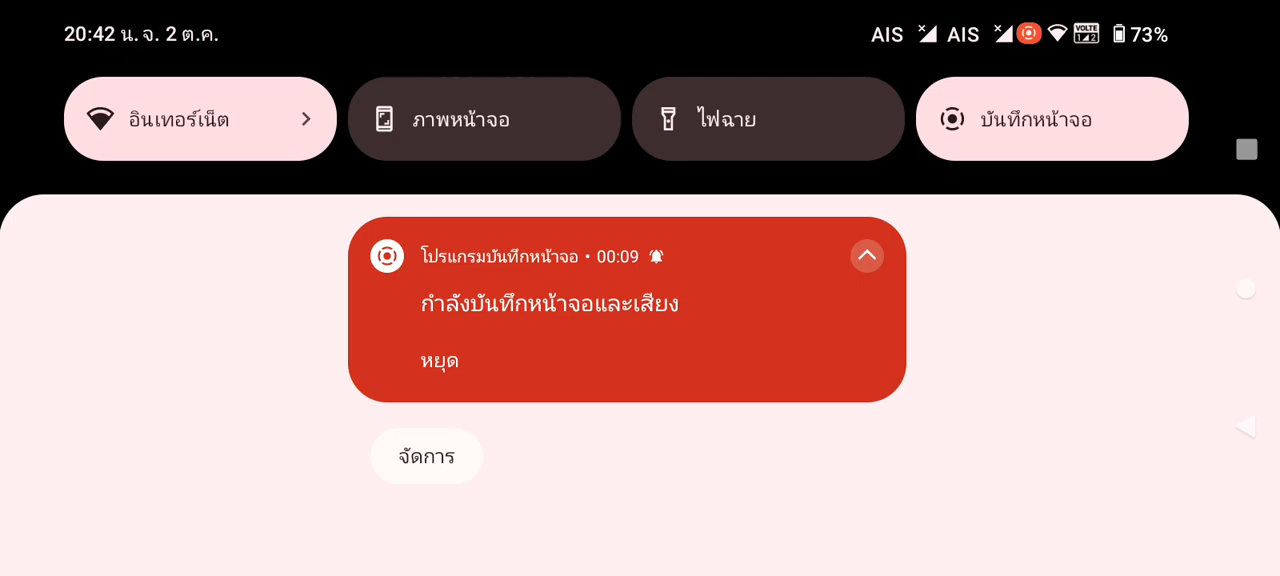 20:42 น. จ. 2 ต.ค.
AIS AIS VOLTE 1 2 73%
อินเทอร์เน็ต
ภาพหน้าจอ
ไฟฉาย
บันทึกหน้าจอ
โปรแกรมบันทึกหน้าจอ • 00:09
กำลังบันทึกหน้าจอและเสียง
หยุด
จัดการ